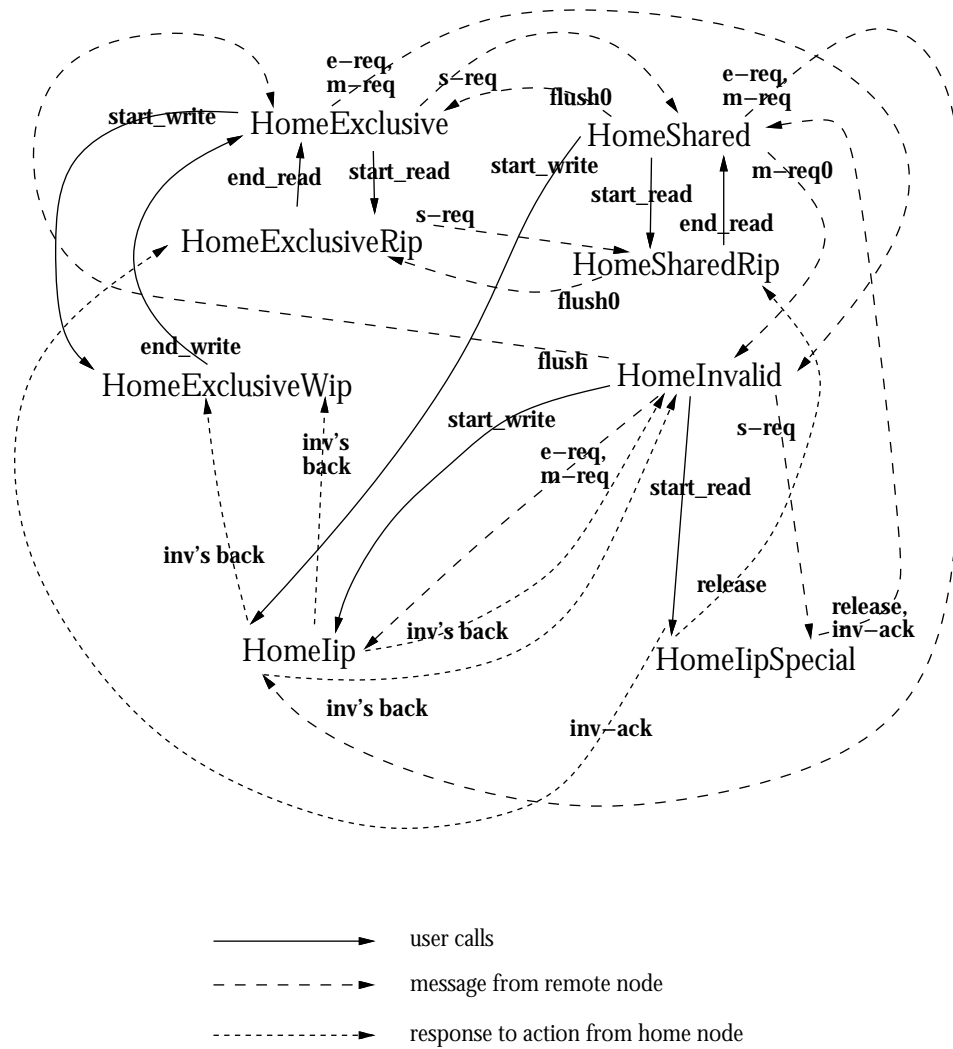 e−req,
m−req
s−req
flush0
e−req,
m−req
start_write
HomeExclusive
HomeShared
end_read
start_read
start_write
start_read
m−req0
s−req
end_read
HomeExclusiveRip
HomeSharedRip
flush0
end_write
flush
HomeExclusiveWip
HomeInvalid
start_write
s−req
inv's
back
e−req,
m−req
start_read
inv's back
release
release,
inv−ack
inv's back
HomeIip
HomeIipSpecial
inv's back
inv−ack
user calls
message from remote node
response to action from home node